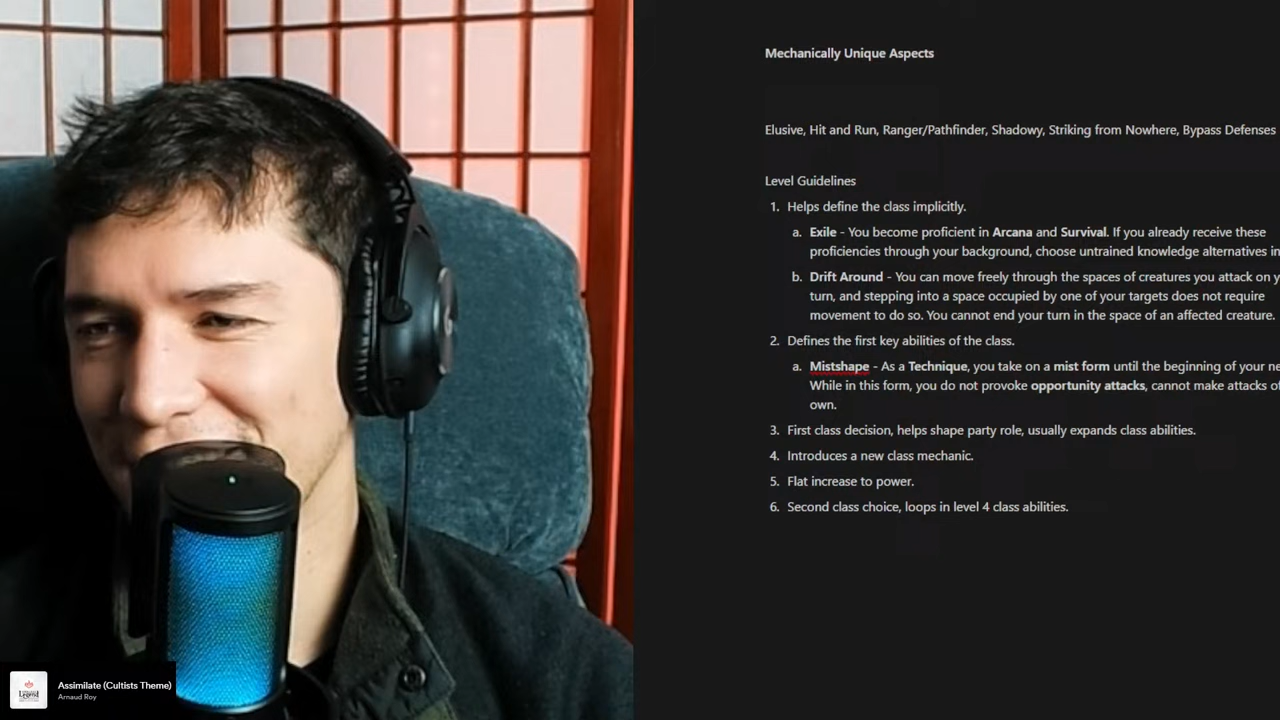 Mechanically Unique Aspects
Elusive, Hit and Run, Ranger/Pathfinder, Shadowy, Striking from Nowhere, Bypass Defenses
Level Guidelines
1. Helps define the class implicitly.
a. Exile - You become proficient in Arcana and Survival. If you already receive these
proficiencies through your background, choose untrained knowledge alternatives in
b. Drift Around - You can move freely through the spaces of creatures you attack on y
turn, and stepping into a space occupied by one of your targets does not require
movement to do so. You cannot end your turn in the space of an affected creature.
2. Defines the first key abilities of the class.
a. Mistshape - As a Technique, you take on a mist form until the beginning of your ne
While in this form, you do not provoke opportunity attacks, cannot make attacks of
own.
3. First class decision, helps shape party role, usually expands class abilities.
4. Introduces a new class mechanic.
5. Flat increase to power.
6. Second class choice, loops in level 4 class abilities.
Legend
Assimilate (Cultists Theme)
Arnaud Roy